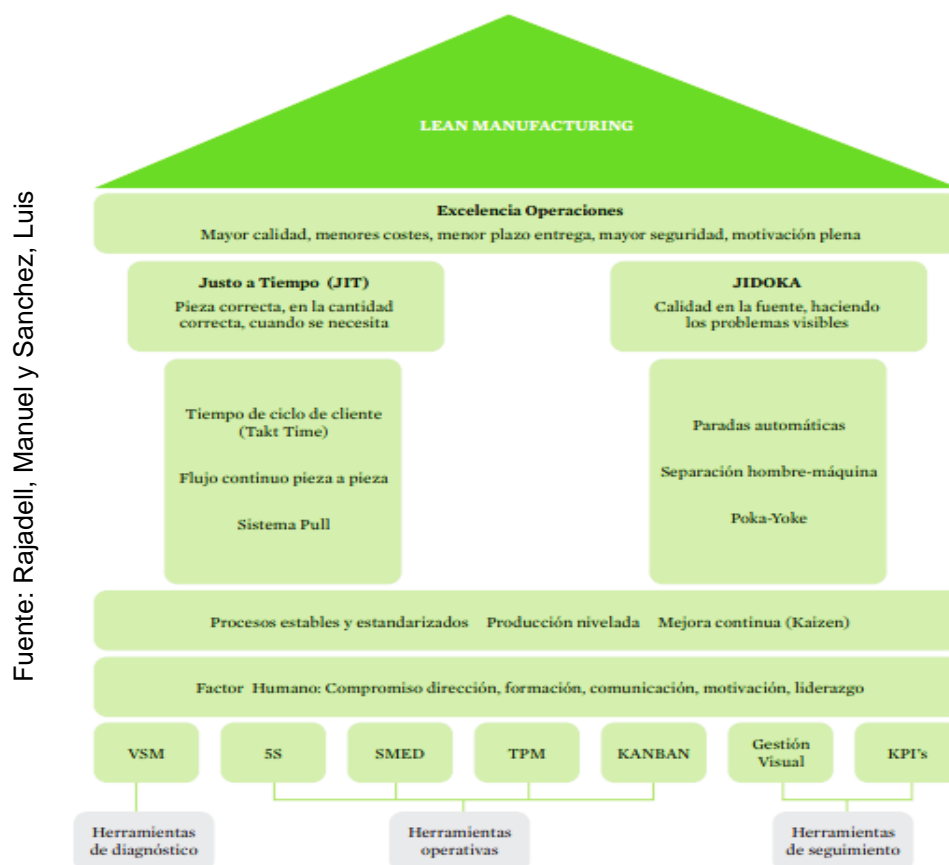 Fuente: Rajadell, Manuel y Sanchez, Luis
LEAN MANUFACTURING
Excelencia Operaciones
Mayor calidad, menores costes, menor plazo entrega, mayor seguridad, motivación plena
Justo a Tiempo (JIT)
Pieza correcta, en la cantidad
correcta, cuando se necesita
JIDOKA
Calidad en la fuente, haciendo
los problemas visibles
Tiempo de ciclo de cliente
(Takt Time)
Flujo continuo pieza a pieza
Sistema Pull
Paradas automáticas
Separación hombre-máquina
Poka-Yoke
Procesos estables y estandarizados Producción nivelada Mejora continua (Kaizen)
Factor Humano: Compromiso dirección, formación, comunicación, motivación, liderazgo
VSM
5S
SMED
TPM
KANBAN
Gestión
Visual
KPI's
Herramientas
de diagnóstico
Herramientas
operativas
Herramientas
de seguimiento